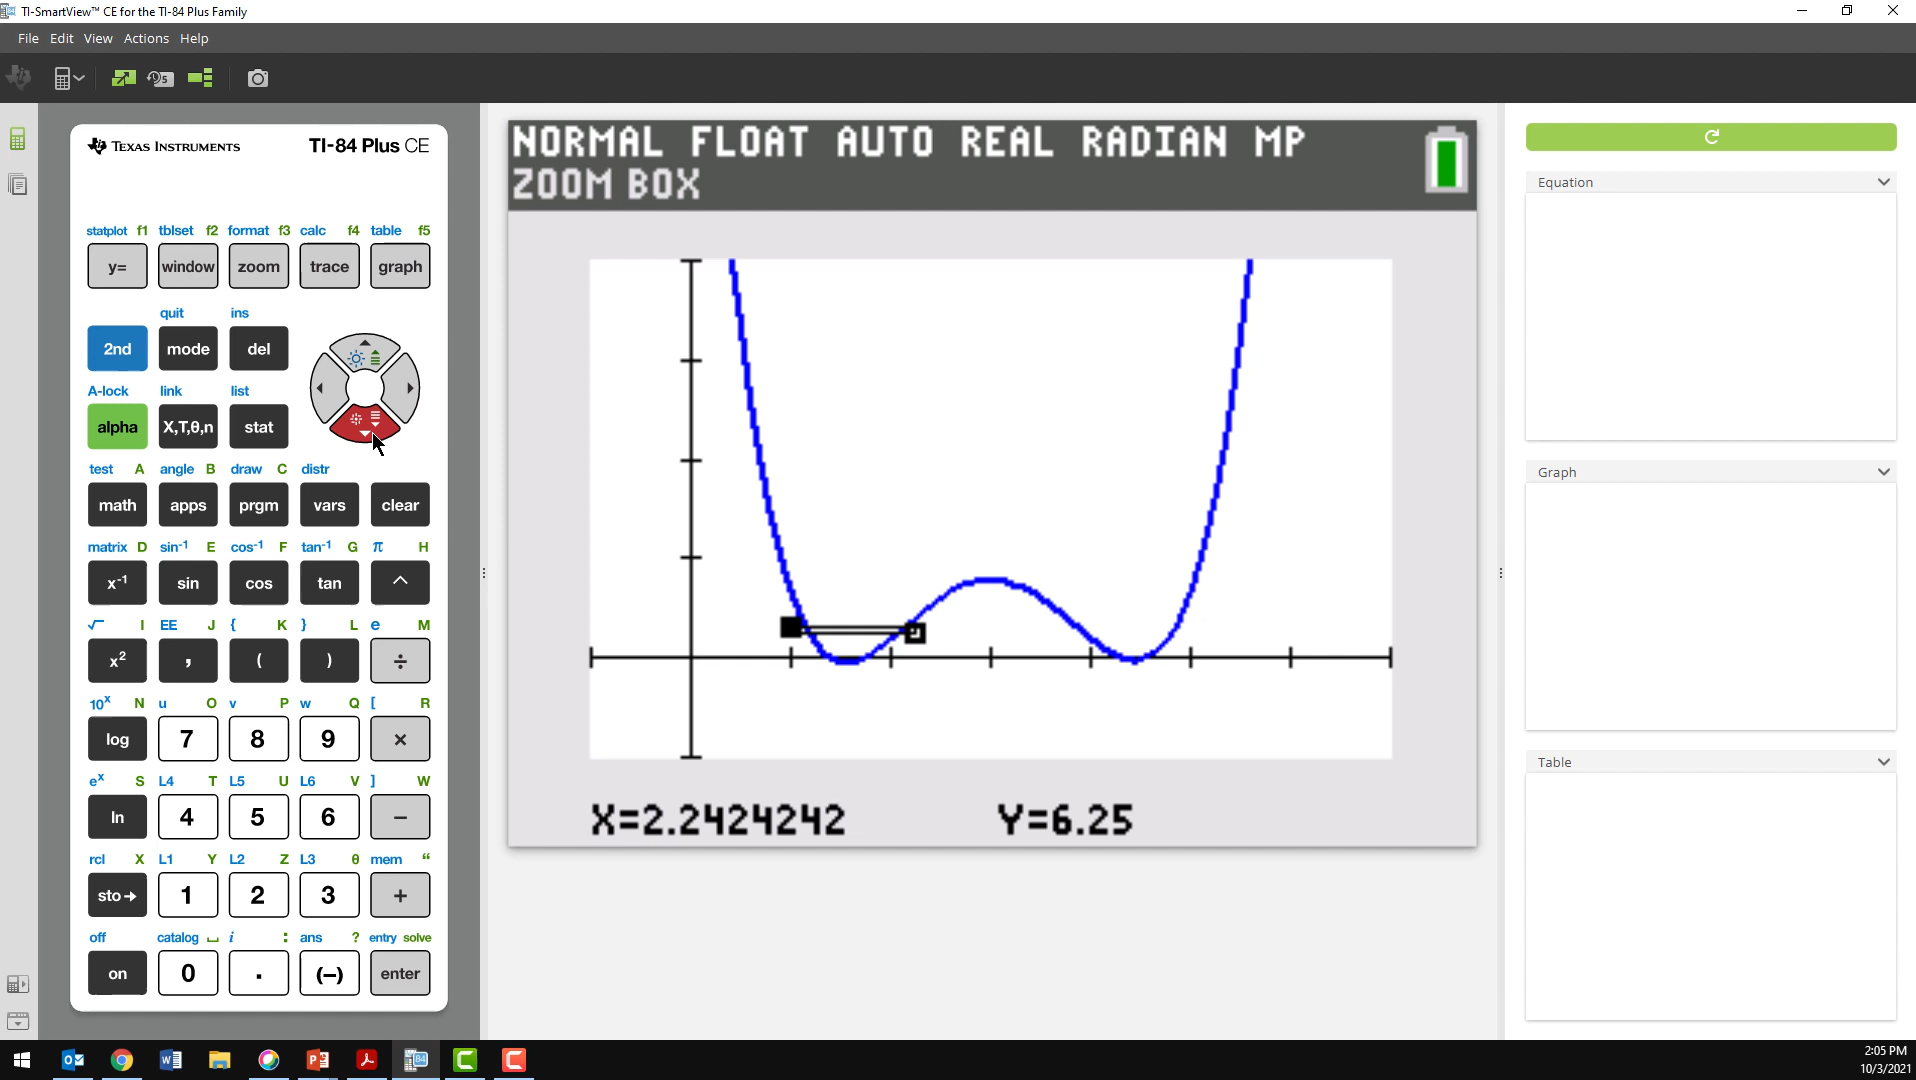 TI-SmartView™ CE for the TI-84 Plus Family
File Edit View Actions Help
TEXAS INSTRUMENTS TI-84 Plus CE
statplot f1 tblset f2 format f3 calc f4 table f5
y= window zoom trace graph
quit ins
2nd mode del
A-lock link list
alpha X,T,θ,n stat
test A angle B draw C distr
math apps prgm vars clear
matrix D sin⁻¹ E cos⁻¹ F tan⁻¹ G π H
x⁻¹ sin cos tan ^
√ I EE J { K } L e M
x² , ( ) ÷
10ˣ N u O v P w Q [ R
log 7 8 9 ×
eˣ S L4 T L5 U L6 V ] W
ln 4 5 6 −
rcl X L1 Y L2 Z L3 θ mem “
sto→ 1 2 3 +
off catalog ⌴ i : ans ? entry solve
on 0 . (−) enter
NORMAL FLOAT AUTO REAL RADIAN MP
ZOOM BOX
X=2.2424242 Y=6.25
Equation
Graph
Table
2:05 PM
10/3/2021